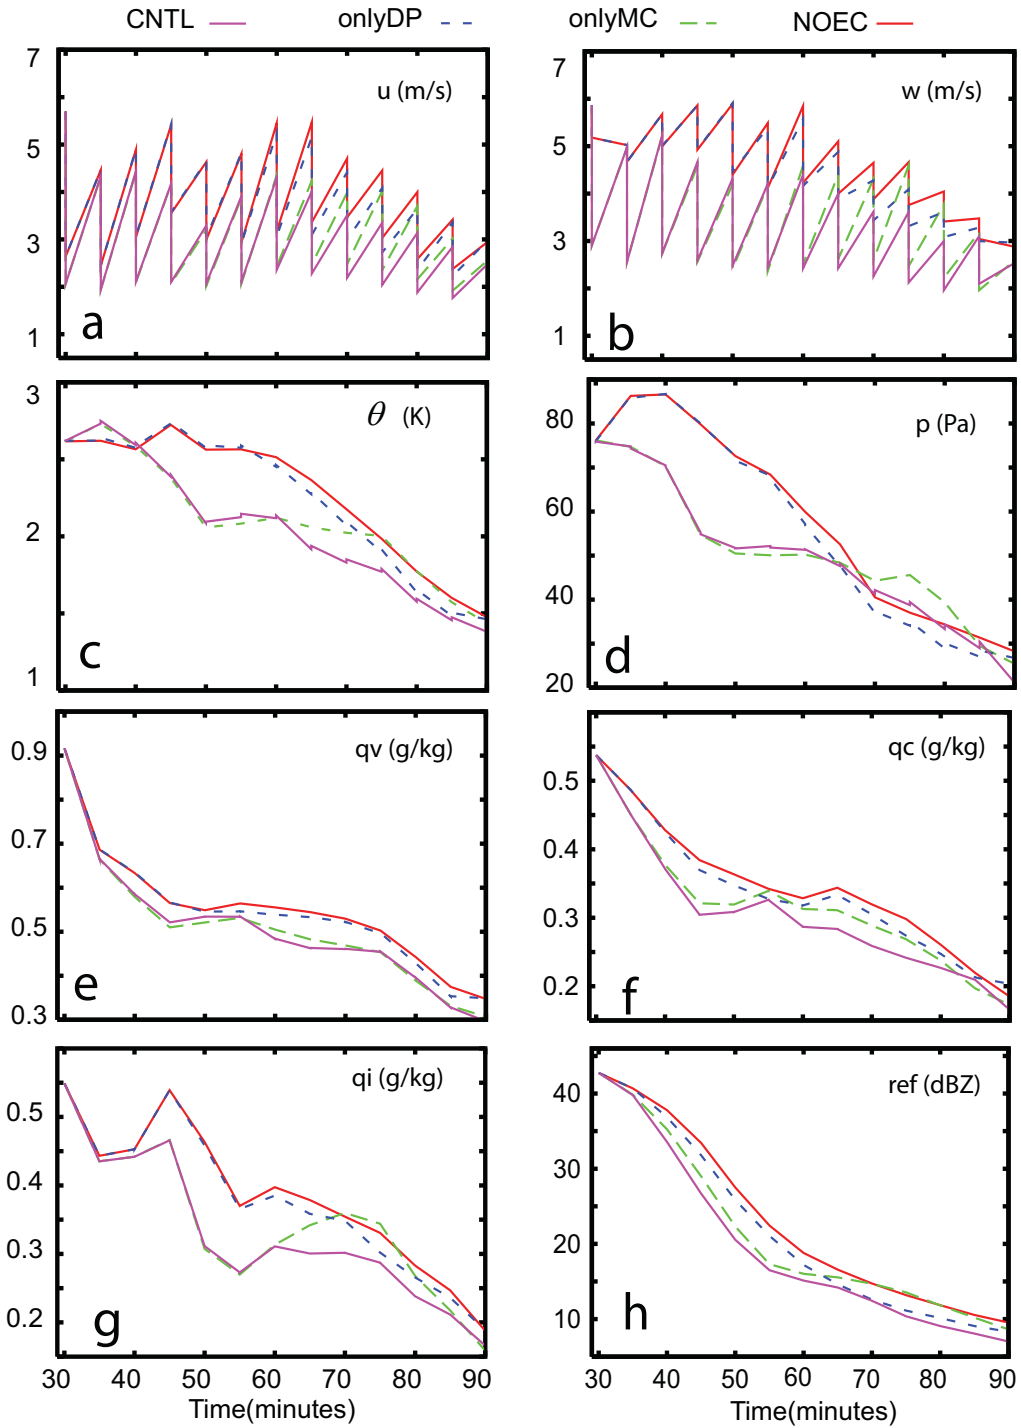 CNTL onlyDP onlyMC NOEC
7
5
3
1
u (m/s)
a
7
5
3
1
w (m/s)
b
3
2
1
θ (K)
c
80
60
40
20
p (Pa)
d
0.9
0.7
0.5
0.3
qv (g/kg)
e
0.5
0.4
0.3
0.2
qc (g/kg)
f
0.5
0.4
0.3
0.2
qi (g/kg)
g
30 40 50 60 70 80 90
Time(minutes)
40
30
20
10
ref (dBZ)
h
30 40 50 60 70 80 90
Time(minutes)